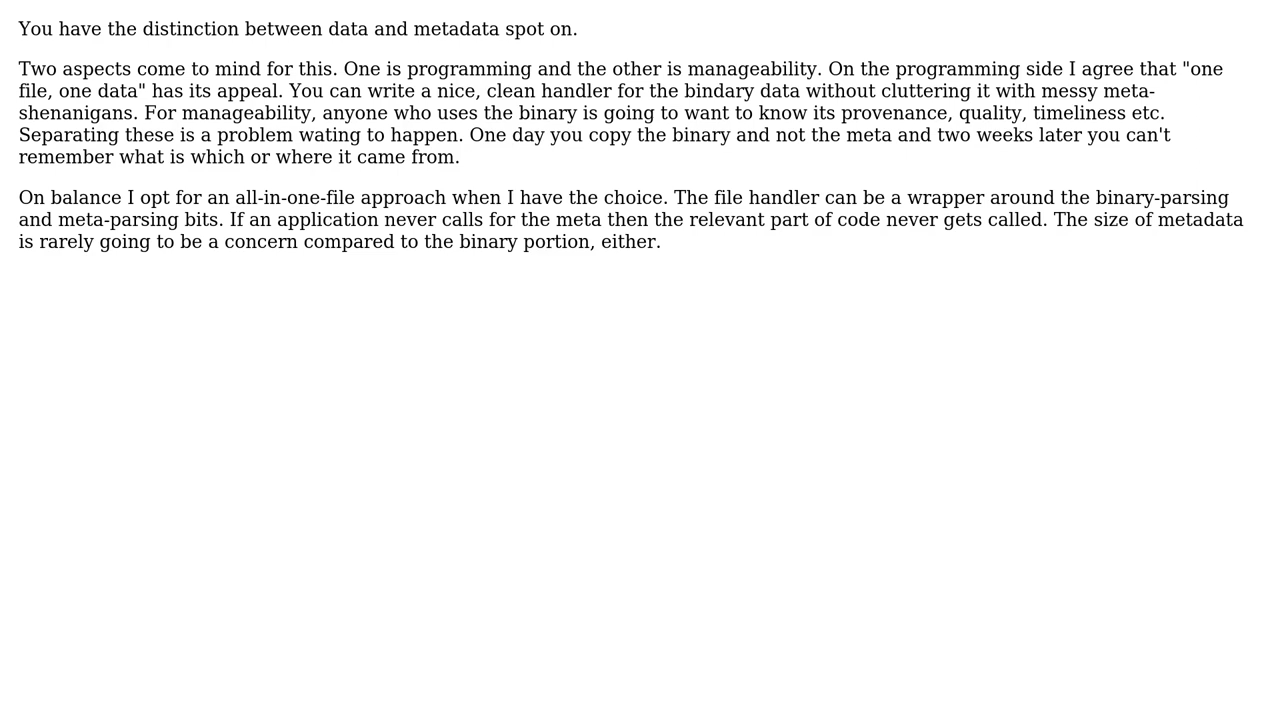 You have the distinction between data and metadata spot on.
Two aspects come to mind for this. One is programming and the other is manageability. On the programming side I agree that "one
file, one data" has its appeal. You can write a nice, clean handler for the bindary data without cluttering it with messy meta-
shenanigans. For manageability, anyone who uses the binary is going to want to know its provenance, quality, timeliness etc.
Separating these is a problem wating to happen. One day you copy the binary and not the meta and two weeks later you can't
remember what is which or where it came from.
On balance I opt for an all-in-one-file approach when I have the choice. The file handler can be a wrapper around the binary-parsing
and meta-parsing bits. If an application never calls for the meta then the relevant part of code never gets called. The size of metadata
is rarely going to be a concern compared to the binary portion, either.